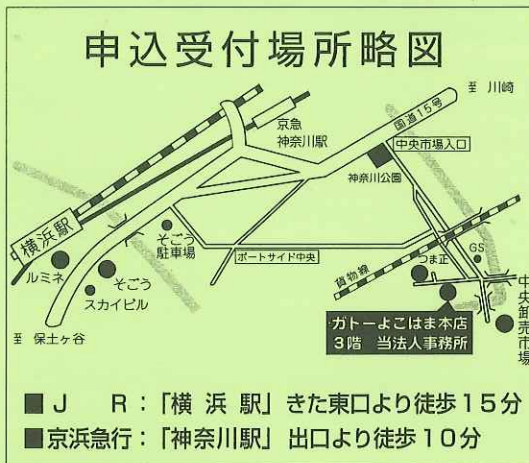 申込受付場所略図
至 川崎
国道15号
京急
神奈川駅
中央市場入口
神奈川公園
横浜駅
そごう
駐車場
ルミネ
そごう
スカイビル
ポートサイド中央
貨物線
つま正
GS
至 保土ヶ谷
ガトーよこはま本店
3階 当法人事務所
中央卸売市場
■ J R：「横 浜 駅」きた東口より徒歩15分
■京浜急行：「神奈川駅」出口より徒歩10分